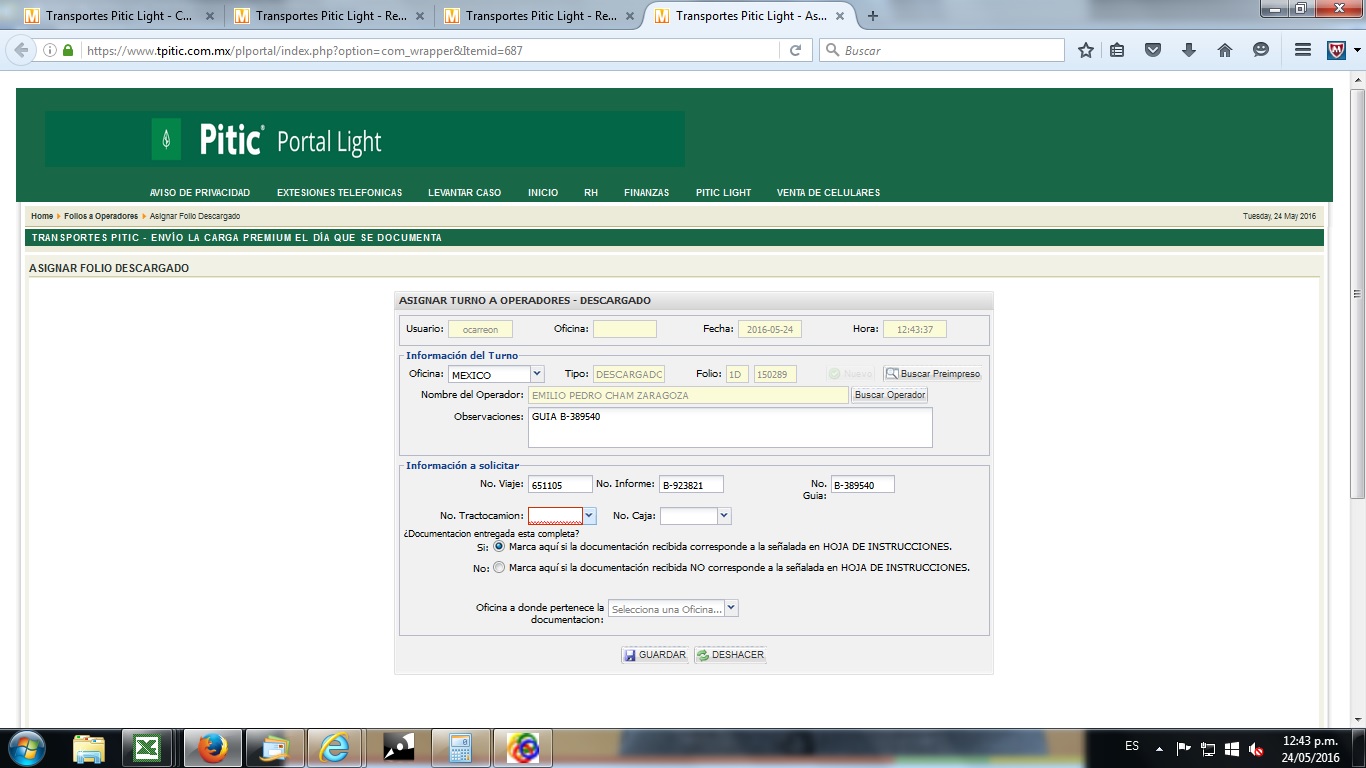 Transportes Pitic Light - C... Transportes Pitic Light - Re... Transportes Pitic Light - Re... Transportes Pitic Light - As...
https://www.tpitic.com.mx/plportal/index.php?option=com_wrapper&Itemid=687 Buscar
Pitic® Portal Light
AVISO DE PRIVACIDAD EXTESIONES TELEFONICAS LEVANTAR CASO INICIO RH FINANZAS PITIC LIGHT VENTA DE CELULARES
Home Folios a Operadores Asignar Folio Descargado Tuesday, 24 May 2016
TRANSPORTES PITIC - ENVÍO LA CARGA PREMIUM EL DÍA QUE SE DOCUMENTA
ASIGNAR FOLIO DESCARGADO
ASIGNAR TURNO A OPERADORES - DESCARGADO
Usuario: ocarreon Oficina: Fecha: 2016-05-24 Hora: 12:43:37
Información del Turno
Oficina: MEXICO Tipo: DESCARGADO Folio: 1D 150289 Nuevo Buscar Preimpreso
Nombre del Operador: EMILIO PEDRO CHAM ZARAGOZA Buscar Operador
Observaciones: GUIA B-389540
Información a solicitar
No. Viaje: 651105 No. Informe: B-923821 No. Guia: B-389540
No. Tractocamion: No. Caja:
¿Documentacion entregada esta completa?
Si: Marca aquí si la documentación recibida corresponde a la señalada en HOJA DE INSTRUCCIONES.
No: Marca aquí si la documentación recibida NO corresponde a la señalada en HOJA DE INSTRUCCIONES.
Oficina a donde pertenece la documentacion: Selecciona una Oficina...
GUARDAR DESHACER
ES 12:43 p.m.
24/05/2016